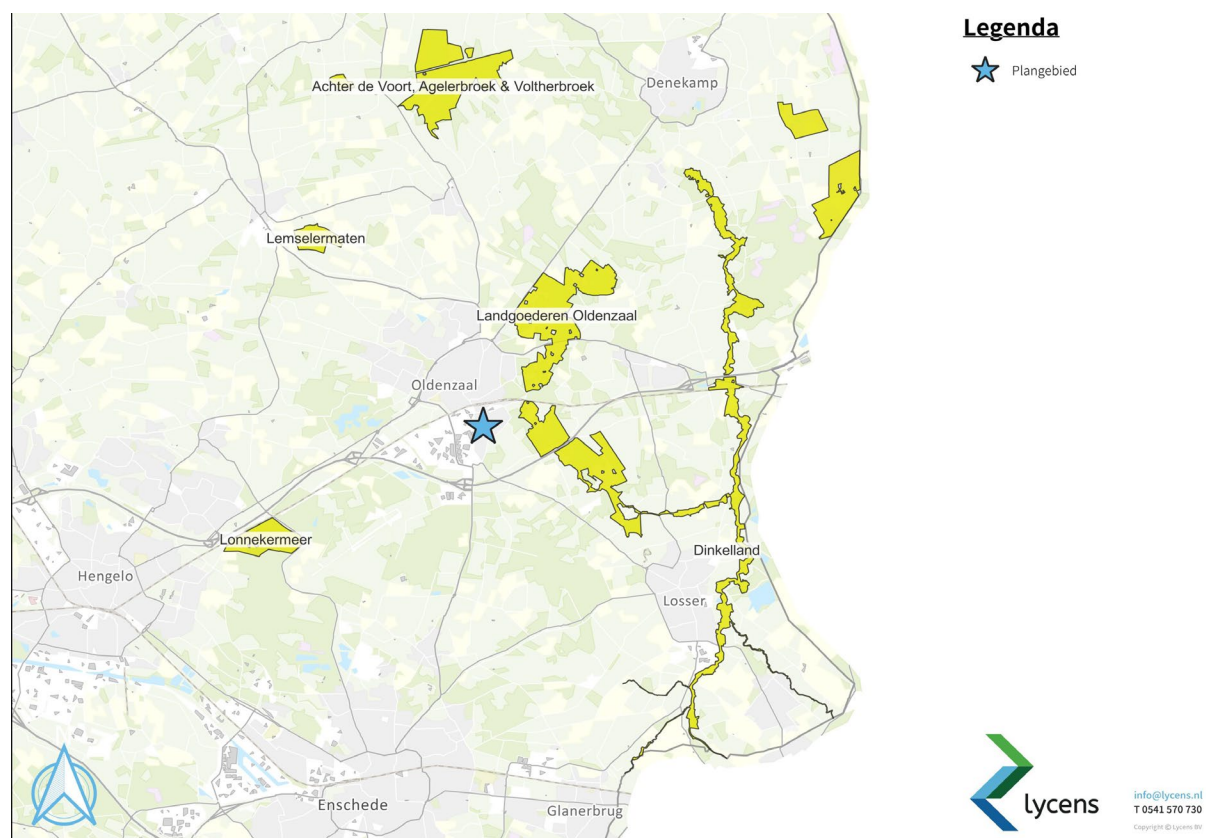 Legenda
Plangebied
Denekamp
Achter de Voort, Agelerbroek & Voltherbroek
Lemselermaten
Landgoederen Oldenzaal
Oldenzaal
Lonnekermeer
Dinkelland
Hengelo
Losser
Enschede
Glanerbrug
lycens
info@lycens.nl
T 0541 570 730
Copyright © Lycens BV